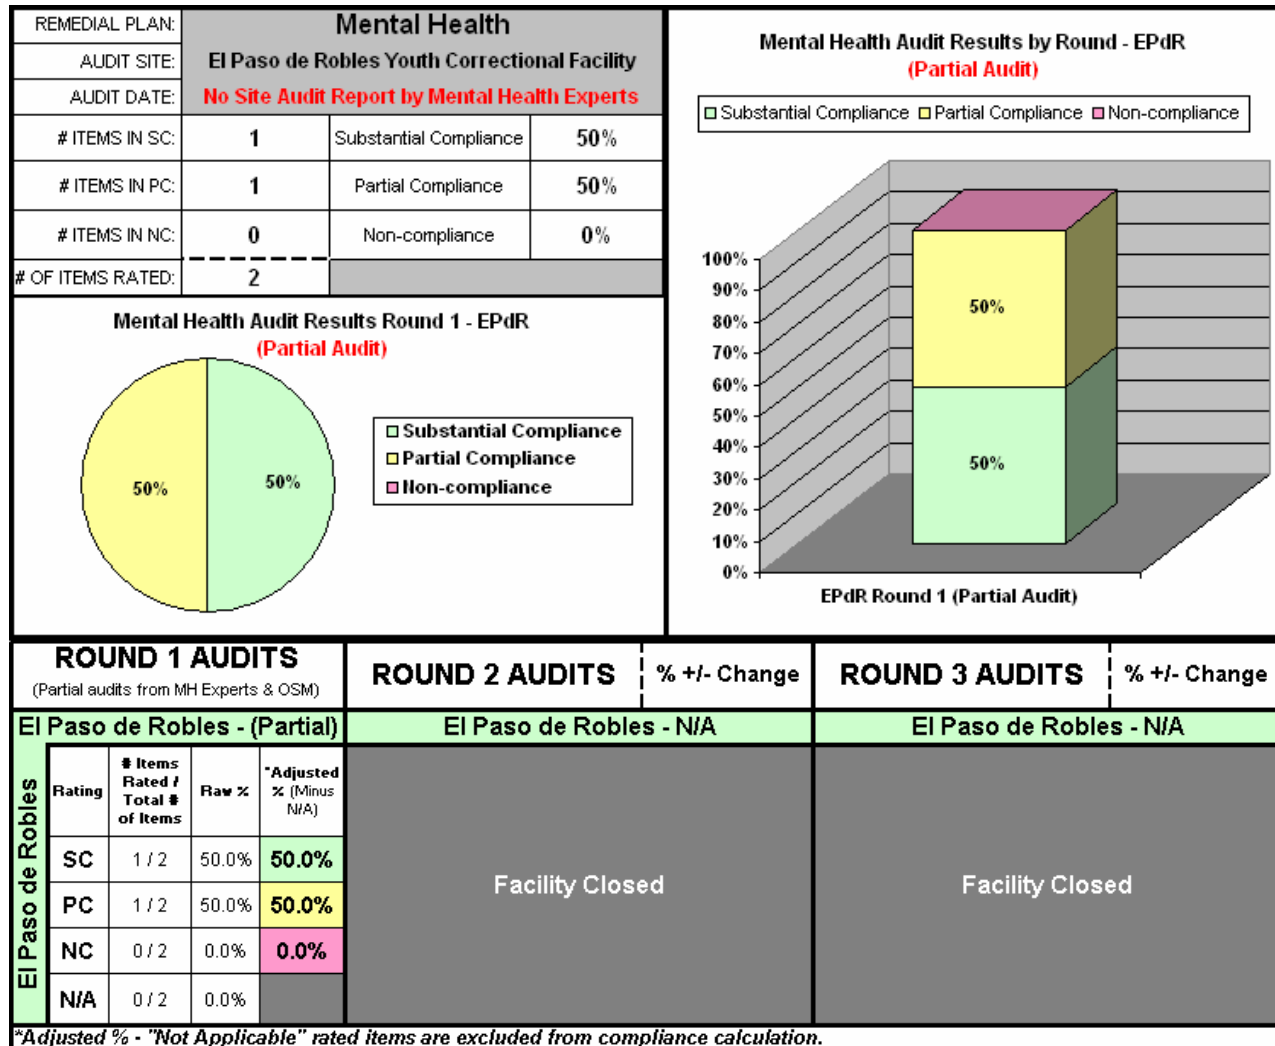 REMEDIAL PLAN: Mental Health
AUDIT SITE: El Paso de Robles Youth Correctional Facility
AUDIT DATE: No Site Audit Report by Mental Health Experts
# ITEMS IN SC: 1 Substantial Compliance 50%
# ITEMS IN PC: 1 Partial Compliance 50%
# ITEMS IN NC: 0 Non-compliance 0%
# OF ITEMS RATED: 2
Mental Health Audit Results Round 1 - EPdR
(Partial Audit)
50%
50%
Substantial Compliance
Partial Compliance
Non-compliance
Mental Health Audit Results by Round - EPdR
(Partial Audit)
Substantial Compliance Partial Compliance Non-compliance
100%
90%
80%
70%
60%
50%
40%
30%
20%
10%
0%
50%
50%
EPdR Round 1 (Partial Audit)
ROUND 1 AUDITS
(Partial audits from MH Experts & OSM)
ROUND 2 AUDITS % +/- Change
ROUND 3 AUDITS % +/- Change
El Paso de Robles - (Partial)
El Paso de Robles - N/A
El Paso de Robles - N/A
El Paso de Robles
Rating
# Items
Rated /
Total #
of Items
Raw %
*Adjusted
% (Minus
N/A)
SC 1 / 2 50.0% 50.0%
PC 1 / 2 50.0% 50.0%
NC 0 / 2 0.0% 0.0%
N/A 0 / 2 0.0%
Facility Closed
Facility Closed
*Adjusted % - "Not Applicable" rated items are excluded from compliance calculation.